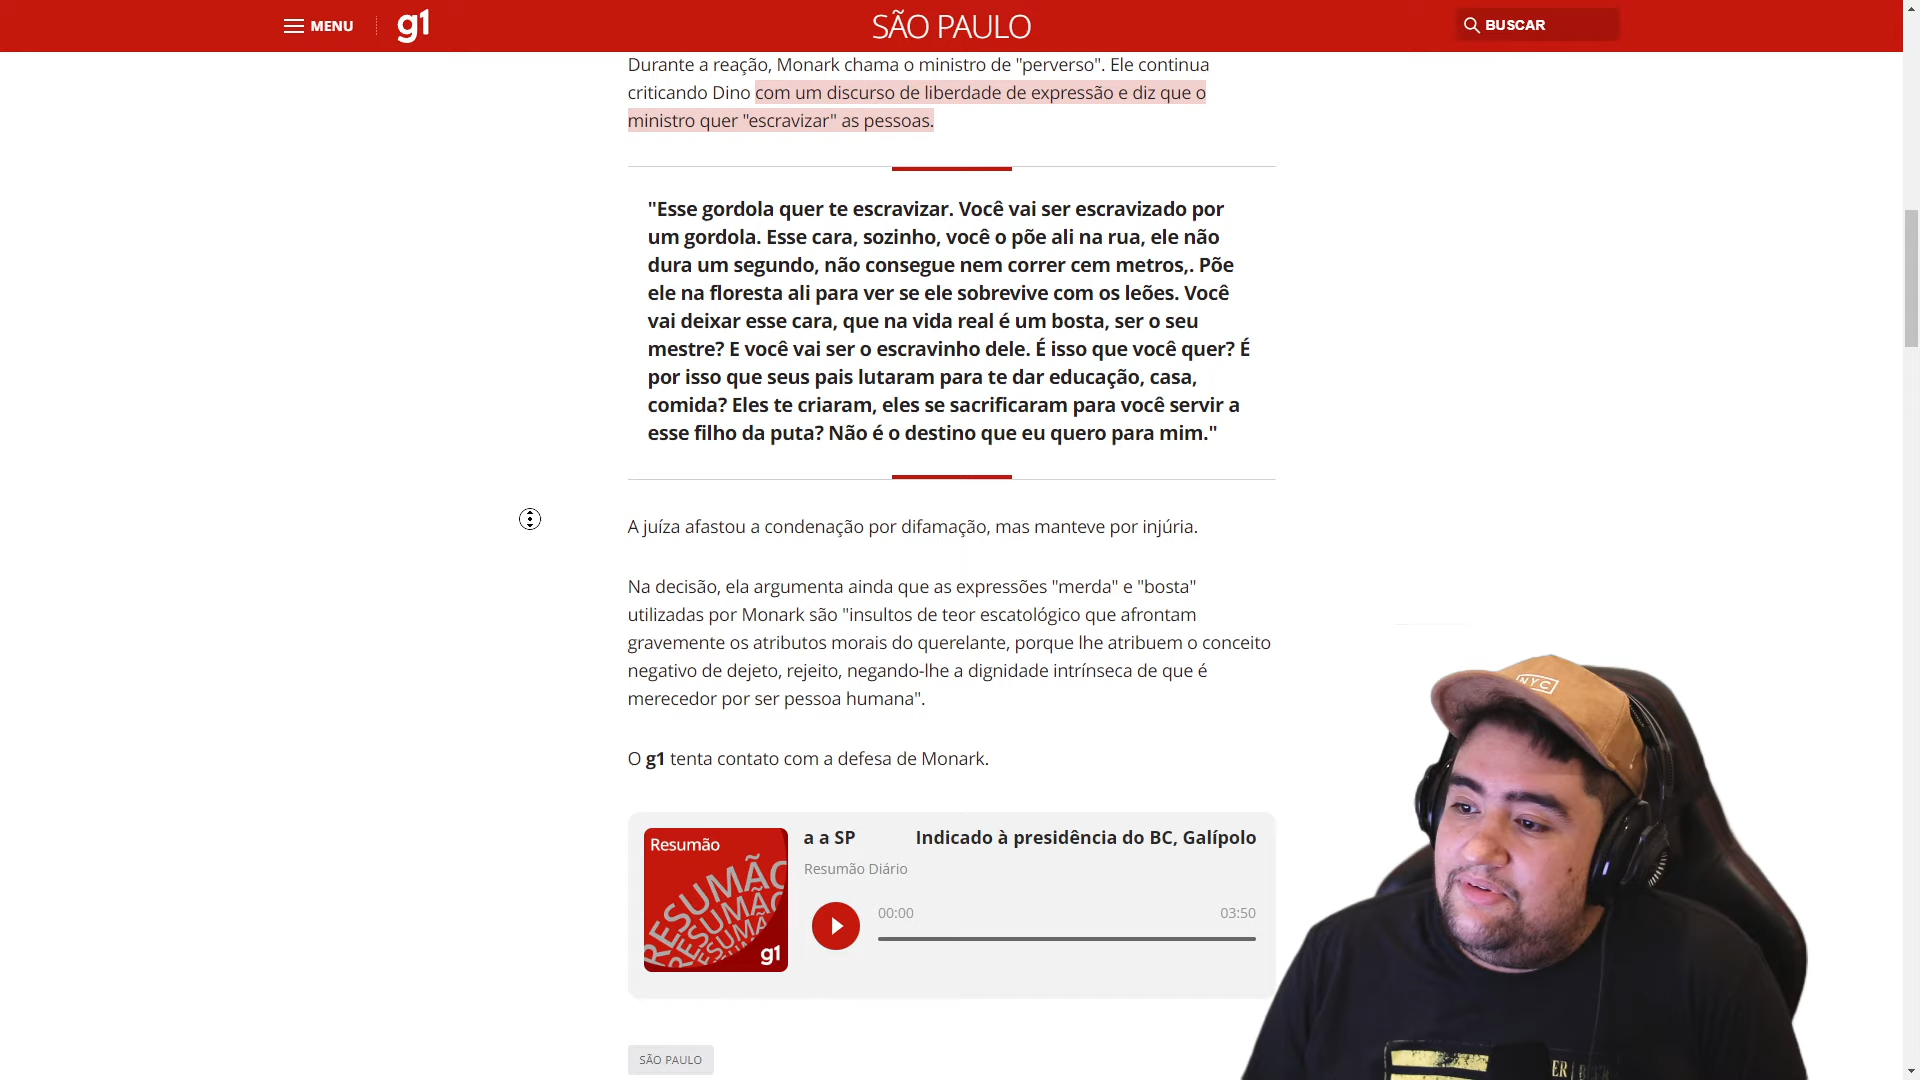 MENU
g1
SÃO PAULO
BUSCAR
Durante a reação, Monark chama o ministro de "perverso". Ele continua
criticando Dino com um discurso de liberdade de expressão e diz que o
ministro quer "escravizar" as pessoas.
"Esse gordola quer te escravizar. Você vai ser escravizado por
um gordola. Esse cara, sozinho, você o põe ali na rua, ele não
dura um segundo, não consegue nem correr cem metros,. Põe
ele na floresta ali para ver se ele sobrevive com os leões. Você
vai deixar esse cara, que na vida real é um bosta, ser o seu
mestre? E você vai ser o escravinho dele. É isso que você quer? É
por isso que seus pais lutaram para te dar educação, casa,
comida? Eles te criaram, eles se sacrificaram para você servir a
esse filho da puta? Não é o destino que eu quero para mim."
A juíza afastou a condenação por difamação, mas manteve por injúria.
Na decisão, ela argumenta ainda que as expressões "merda" e "bosta"
utilizadas por Monark são "insultos de teor escatológico que afrontam
gravemente os atributos morais do querelante, porque lhe atribuem o conceito
negativo de dejeto, rejeito, negando-lhe a dignidade intrínseca de que é
merecedor por ser pessoa humana".
O g1 tenta contato com a defesa de Monark.
Resumão
RESUMÃO
RESUMÃO
RESUMÃO
g1
a a SP Indicado à presidência do BC, Galípolo
Resumão Diário
00:00 03:50
SÃO PAULO
NYC